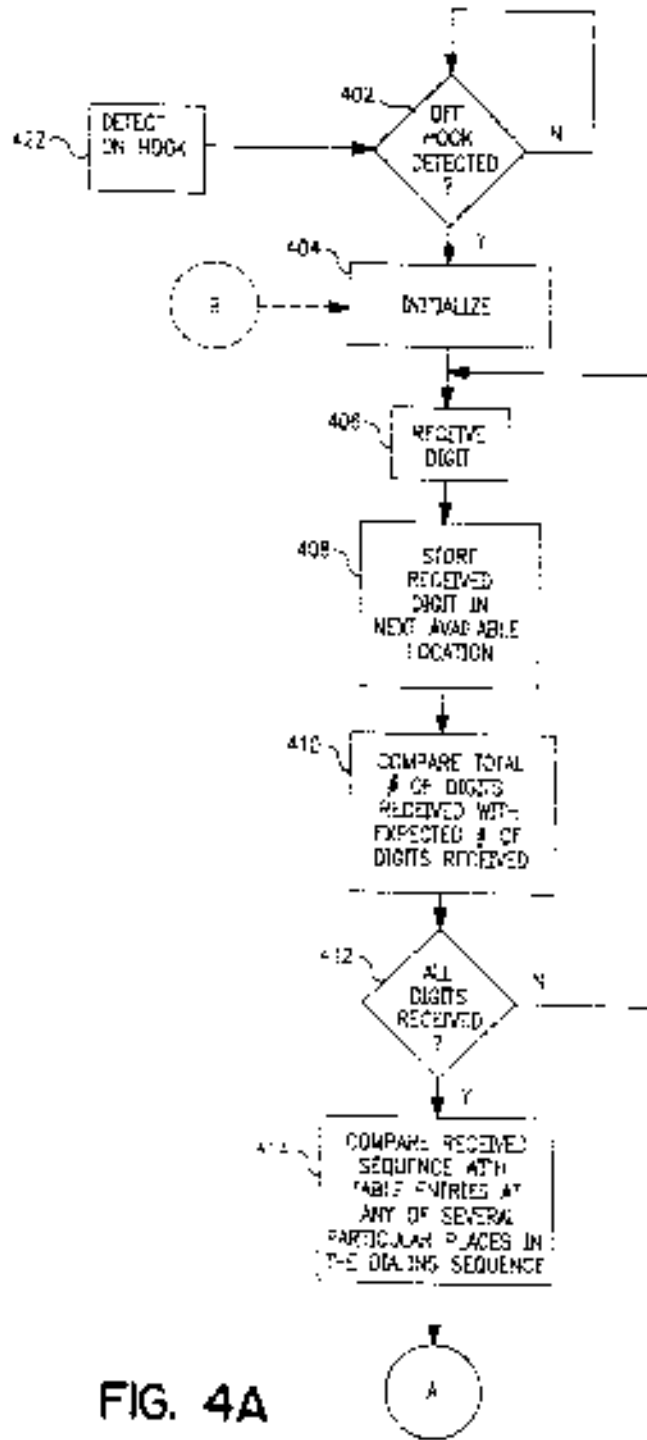 402
OFF
HOOK
DETECTED
?
N
422
DETECT
ON HOOK
Y
404
B
INITIALIZE
406
RECEIVE
DIGIT
408
STORE
RECEIVED
DIGIT IN
NEXT AVAILABLE
LOCATION
410
COMPARE TOTAL
# OF DIGITS
RECEIVED WITH
EXPECTED # OF
DIGITS RECEIVED
412
ALL
DIGITS
RECEIVED
?
N
Y
414
COMPARE RECEIVED
SEQUENCE WITH
TABLE ENTRIES AT
ANY OF SEVERAL
PARTICULAR PLACES IN
THE DIALING SEQUENCE
A
FIG. 4A